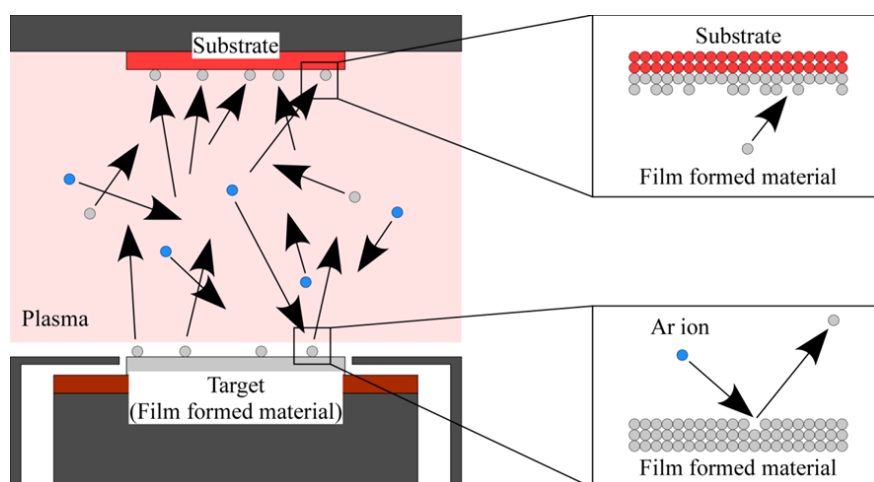 Substrate
Plasma
Target
(Film formed material)
Substrate
Film formed material
Ar ion
Film formed material